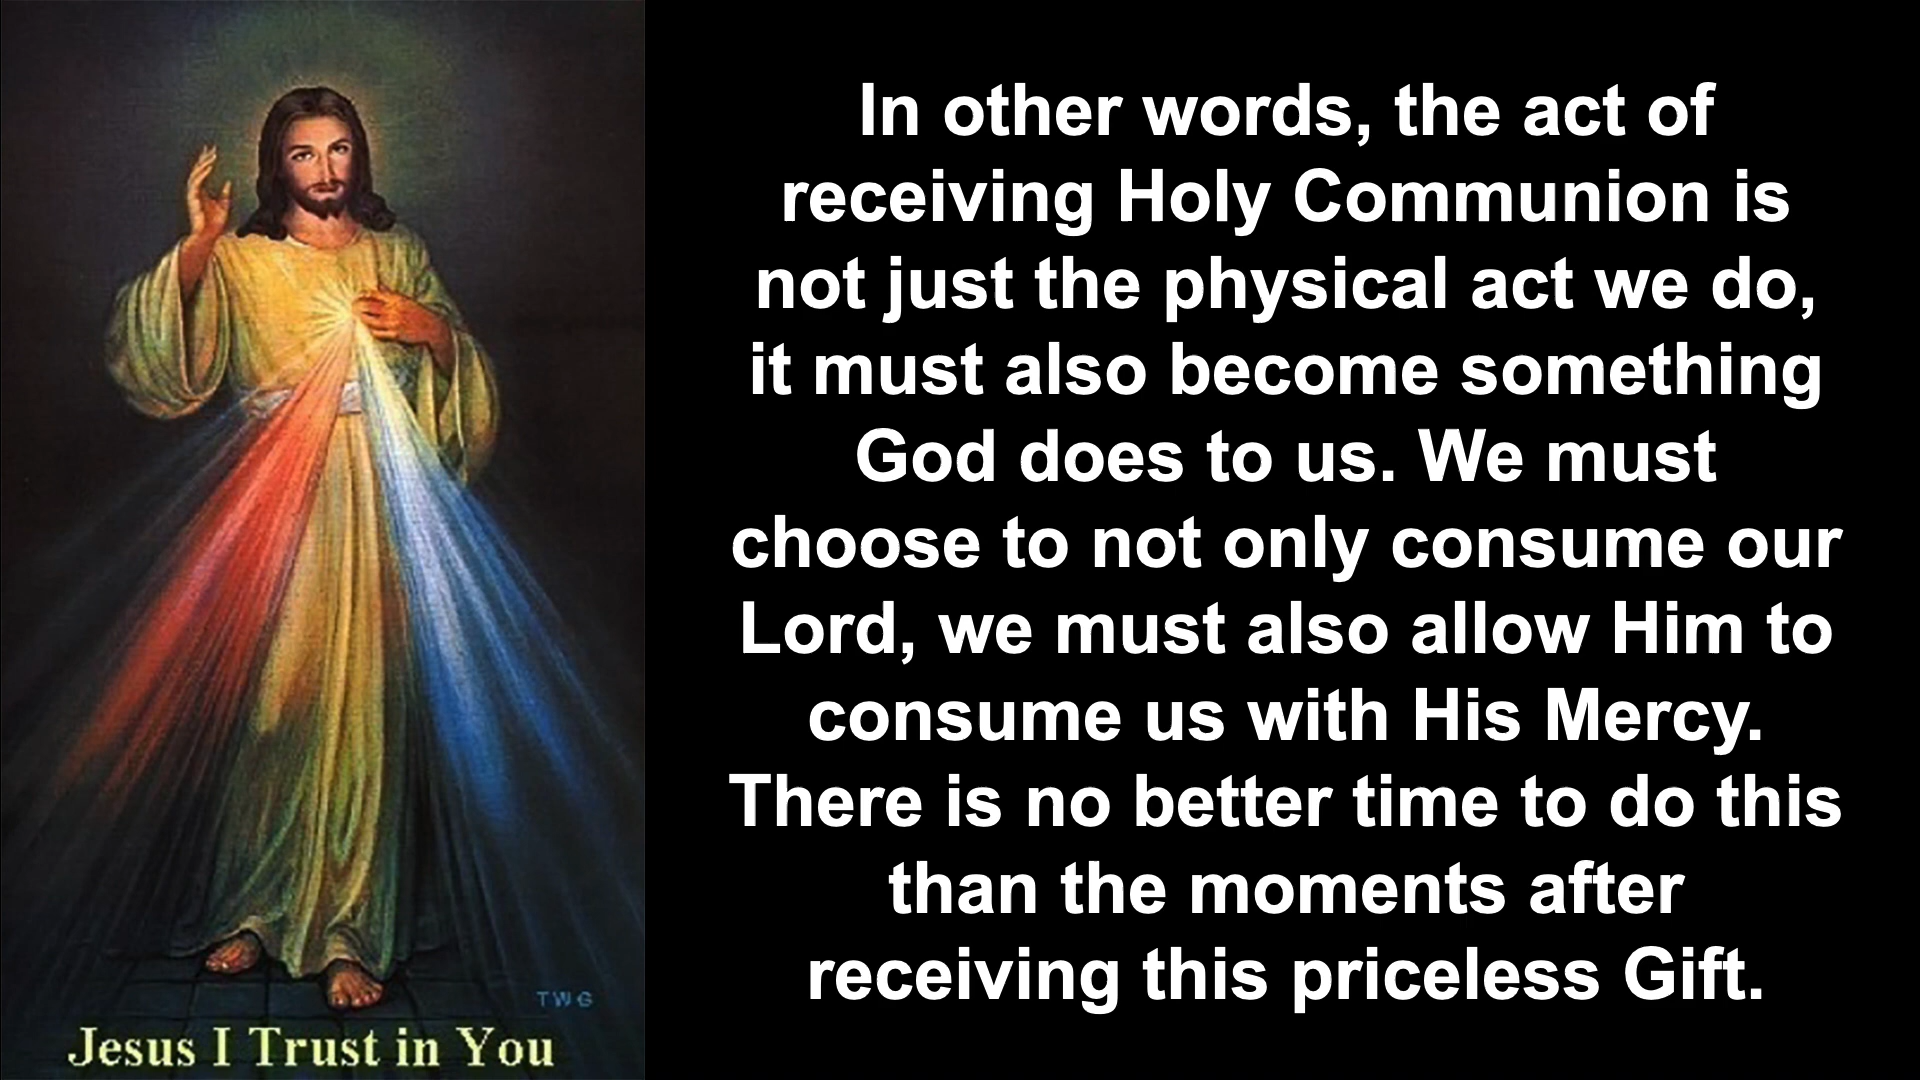 In other words, the act of
receiving Holy Communion is
not just the physical act we do,
it must also become something
God does to us. We must
choose to not only consume our
Lord, we must also allow Him to
consume us with His Mercy.
There is no better time to do this
than the moments after
receiving this priceless Gift.
TWG
Jesus I Trust in You